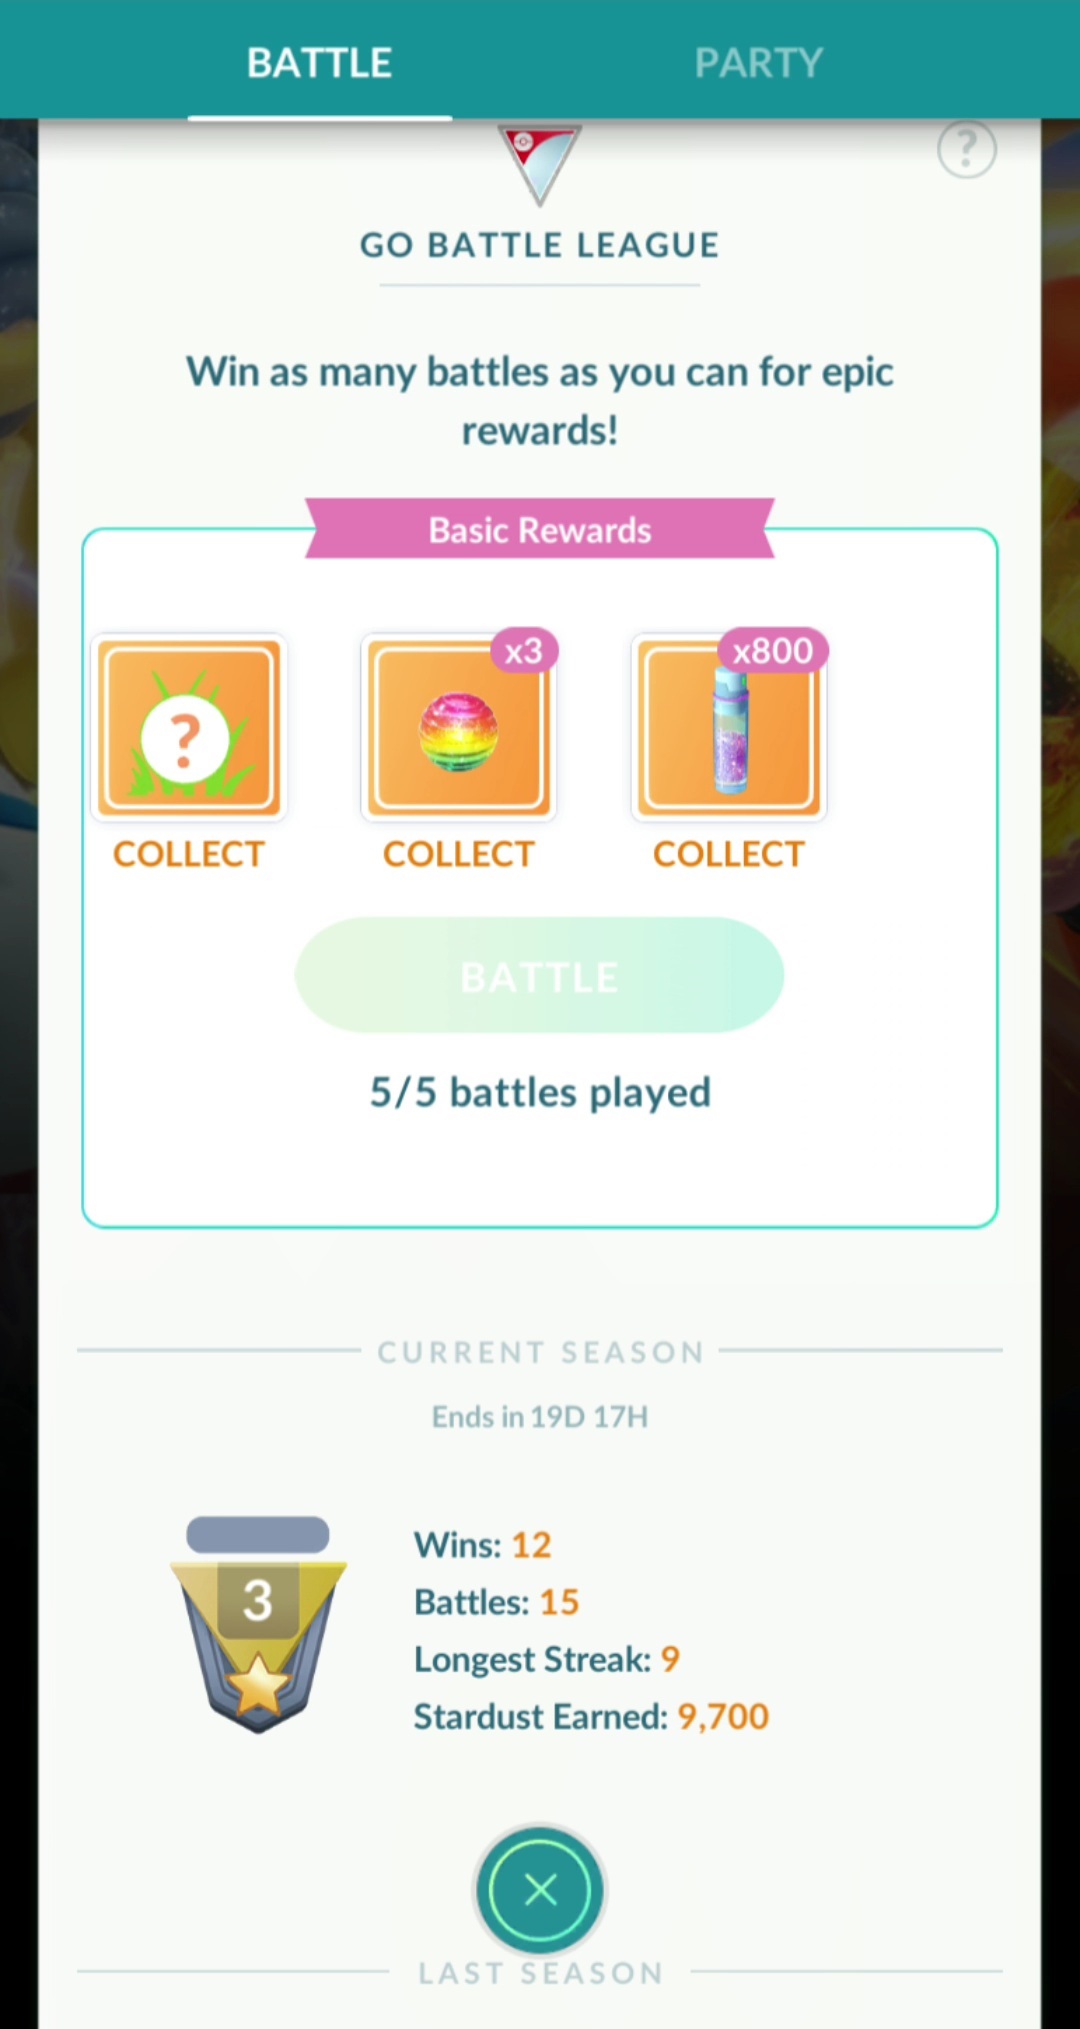 BATTLE
PARTY
?
GO BATTLE LEAGUE
Win as many battles as you can for epic
rewards!
Basic Rewards
?
x3
x800
COLLECT
COLLECT
COLLECT
BATTLE
5/5 battles played
CURRENT SEASON
Ends in 19D 17H
3
Wins: 12
Battles: 15
Longest Streak: 9
Stardust Earned: 9,700
LAST SEASON